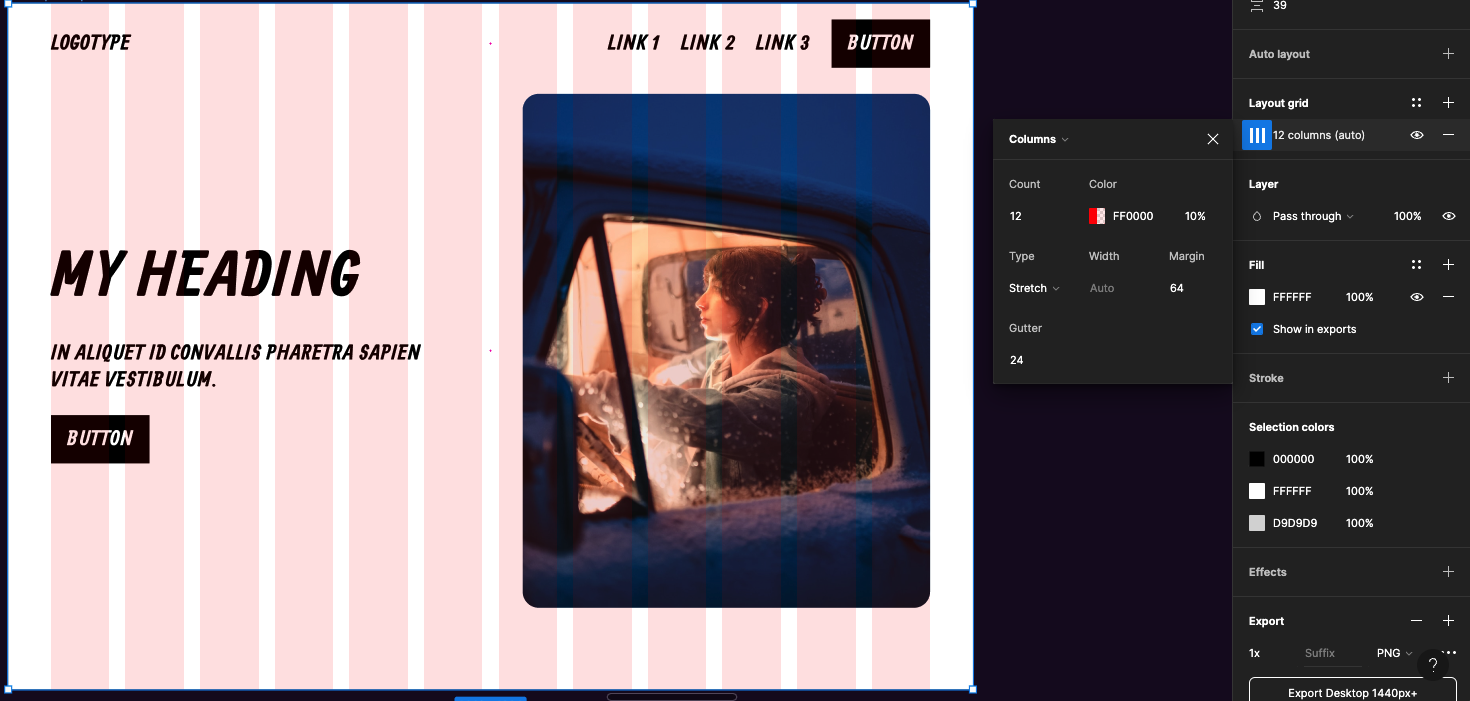 LOGOTYPE
LINK 1 LINK 2 LINK 3 BUTTON
MY HEADING
IN ALIQUET ID CONVALLIS PHARETRA SAPIEN
VITAE VESTIBULUM.
BUTTON
Columns
Count Color
12 FF0000 10%
Type Width Margin
Stretch Auto 64
Gutter
24
39
Auto layout
Layout grid
12 columns (auto)
Layer
Pass through 100%
Fill
FFFFFF 100%
Show in exports
Stroke
Selection colors
000000 100%
FFFFFF 100%
D9D9D9 100%
Effects
Export
1x Suffix PNG
?
Export Desktop 1440px+